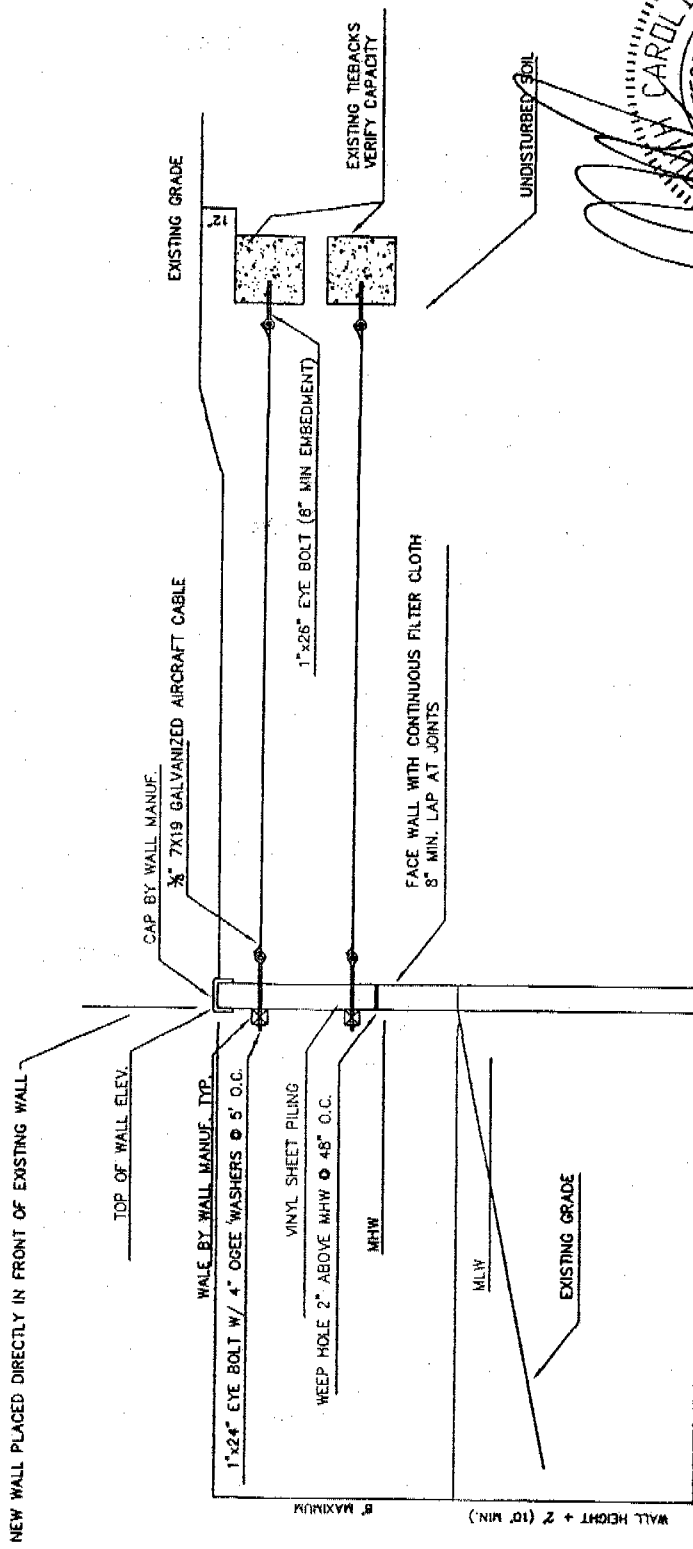 NEW WALL PLACED DIRECTLY IN FRONT OF EXISTING WALL
TOP OF WALL ELEV.
CAP BY WALL MANUF.
⅜" 7X19 GALVANIZED AIRCRAFT CABLE
EXISTING GRADE
12"
WALE BY WALL MANUF. TYP.
1"x24" EYE BOLT W/ 4" OGEE WASHERS @ 5' O.C.
1"x26" EYE BOLT (8" MIN EMBEDMENT)
EXISTING TIEBACKS
VERIFY CAPACITY
VINYL SHEET PILING
WEEP HOLE 2" ABOVE MHW @ 48" O.C.
MHW
FACE WALL WITH CONTINUOUS FILTER CLOTH
8" MIN. LAP AT JOINTS
UNDISTURBED SOIL
MLW
EXISTING GRADE
MAXIMUM
WALL HEIGHT + 2' (10' MIN.)
CAROL